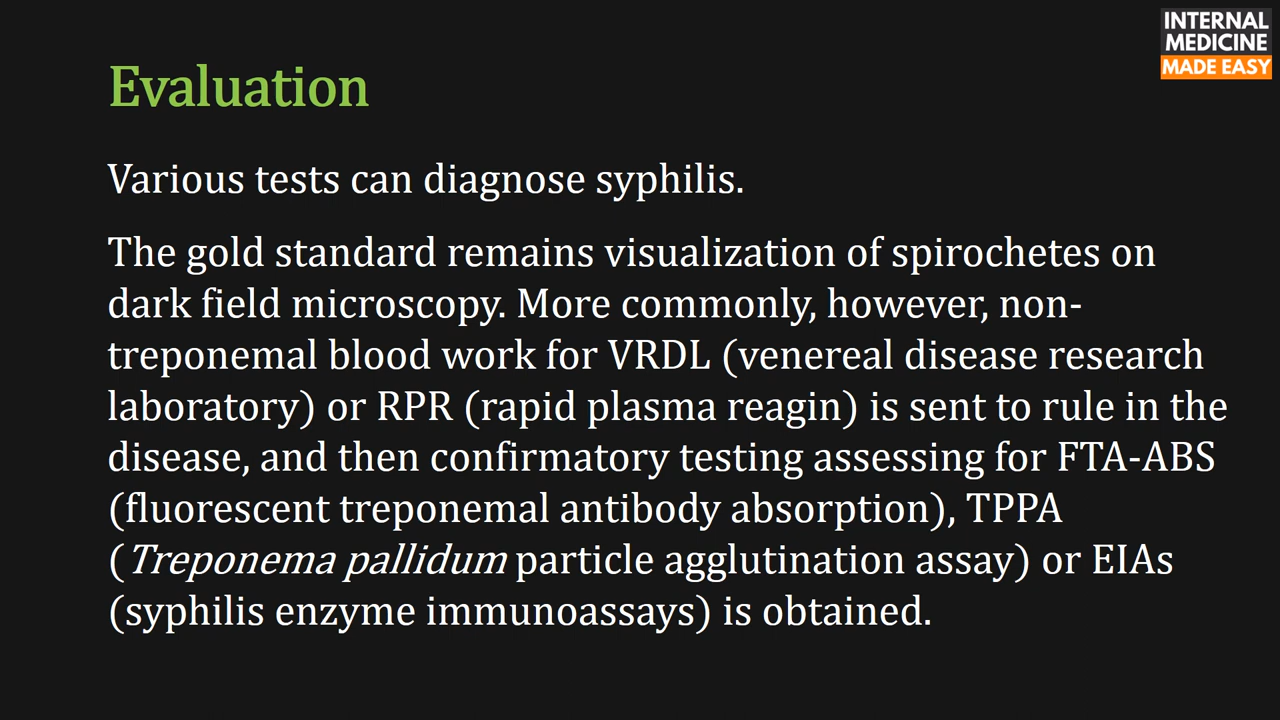 INTERNAL
MEDICINE
MADE EASY
Evaluation
Various tests can diagnose syphilis.
The gold standard remains visualization of spirochetes on
dark field microscopy. More commonly, however, non-
treponemal blood work for VRDL (venereal disease research
laboratory) or RPR (rapid plasma reagin) is sent to rule in the
disease, and then confirmatory testing assessing for FTA-ABS
(fluorescent treponemal antibody absorption), TPPA
(Treponema pallidum particle agglutination assay) or EIAs
(syphilis enzyme immunoassays) is obtained.